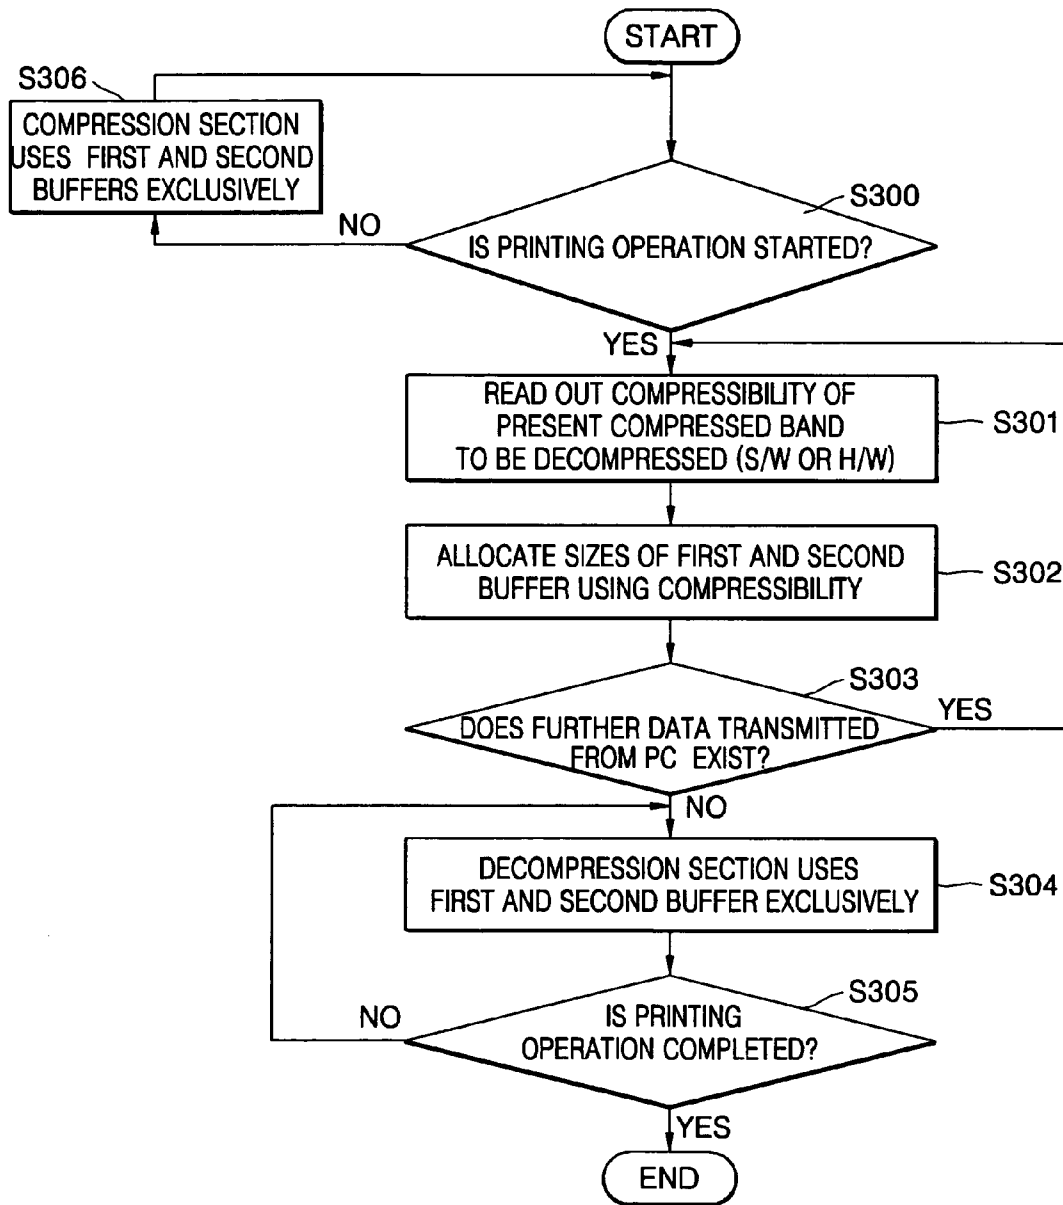 START
S306
COMPRESSION SECTION
USES FIRST AND SECOND
BUFFERS EXCLUSIVELY
NO
S300
IS PRINTING OPERATION STARTED?
YES
READ OUT COMPRESSIBILITY OF
PRESENT COMPRESSED BAND
TO BE DECOMPRESSED (S/W OR H/W)
S301
ALLOCATE SIZES OF FIRST AND SECOND
BUFFER USING COMPRESSIBILITY
S302
S303
DOES FURTHER DATA TRANSMITTED
FROM PC EXIST?
YES
NO
DECOMPRESSION SECTION USES
FIRST AND SECOND BUFFER EXCLUSIVELY
S304
S305
IS PRINTING
OPERATION COMPLETED?
NO
YES
END